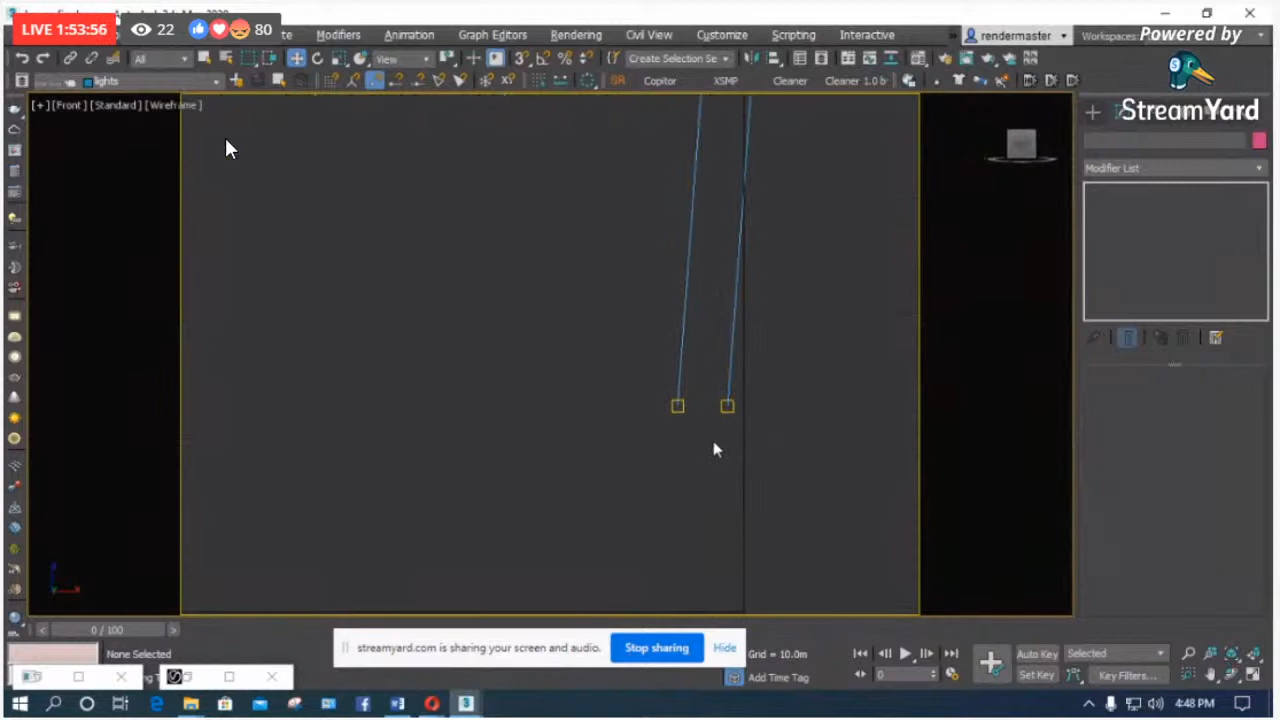 LIVE 1:53:56 22 80
Modifiers Animation Graph Editors Rendering Civil View Customize Scripting Interactive rendermaster Workspaces:
Powered by
StreamYard
All View Create Selection Se
lights Copitor XSMP Cleaner Cleaner 1.0 b
[+] [Front ] [Standard ] [Wireframe ]
Modifier List
0 / 100
None Selected
streamyard.com is sharing your screen and audio. Stop sharing Hide
Grid = 10.0m
Add Time Tag
Auto Key Selected
Set Key Key Filters...
0
4:48 PM